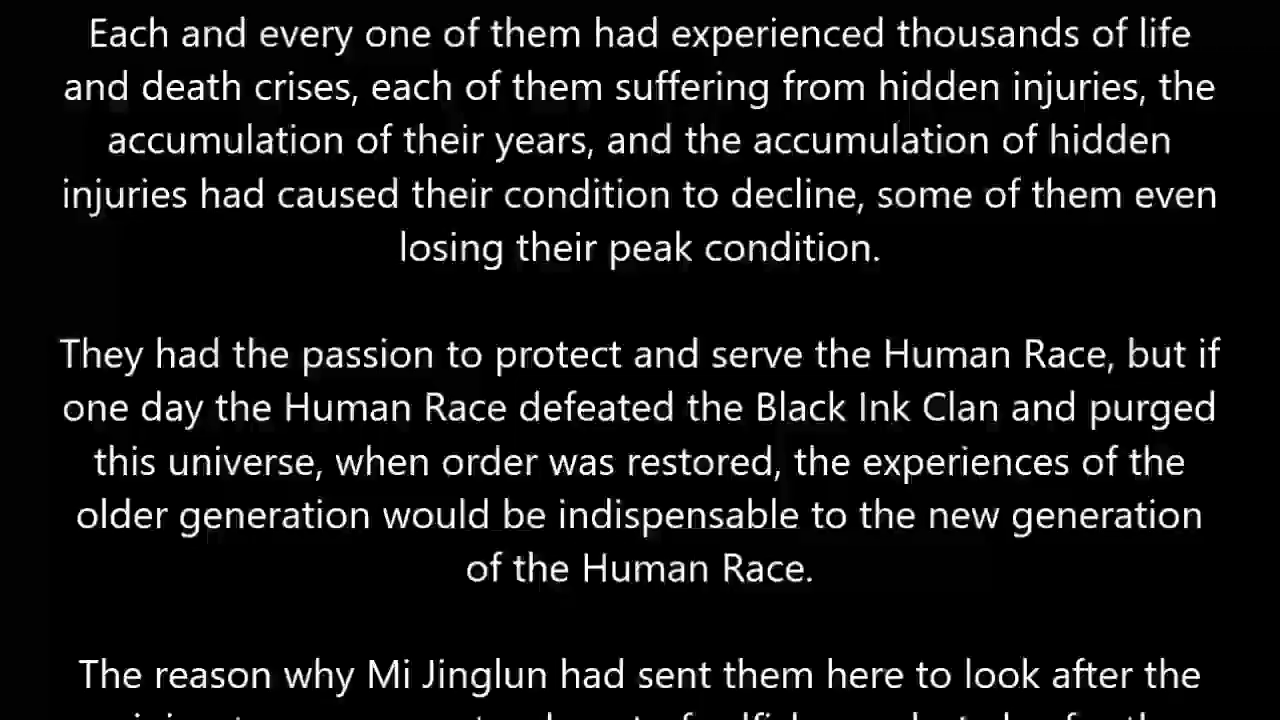 Each and every one of them had experienced thousands of life
and death crises, each of them suffering from hidden injuries, the
accumulation of their years, and the accumulation of hidden
injuries had caused their condition to decline, some of them even
losing their peak condition.
They had the passion to protect and serve the Human Race, but if
one day the Human Race defeated the Black Ink Clan and purged
this universe, when order was restored, the experiences of the
older generation would be indispensable to the new generation
of the Human Race.
The reason why Mi Jinglun had sent them here to look after the